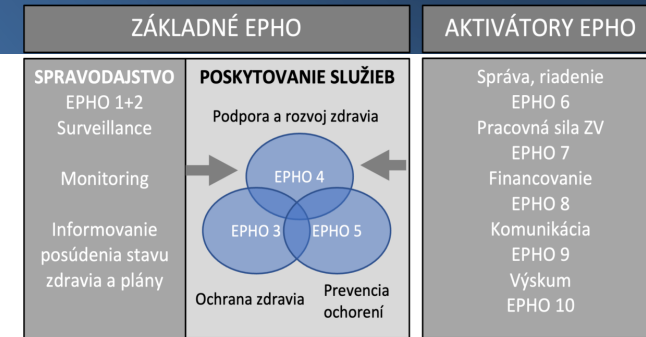 ZÁKLADNÉ EPHO
AKTIVÁTORY EPHO
SPRAVODAJSTVO
EPHO 1+2
Surveillance
Monitoring
Informovanie
posúdenia stavu
zdravia a plány
POSKYTOVANIE SLUŽIEB
Podpora a rozvoj zdravia
EPHO 4
EPHO 3
EPHO 5
Ochrana zdravia
Prevencia
ochorení
Správa, riadenie
EPHO 6
Pracovná sila ZV
EPHO 7
Financovanie
EPHO 8
Komunikácia
EPHO 9
Výskum
EPHO 10